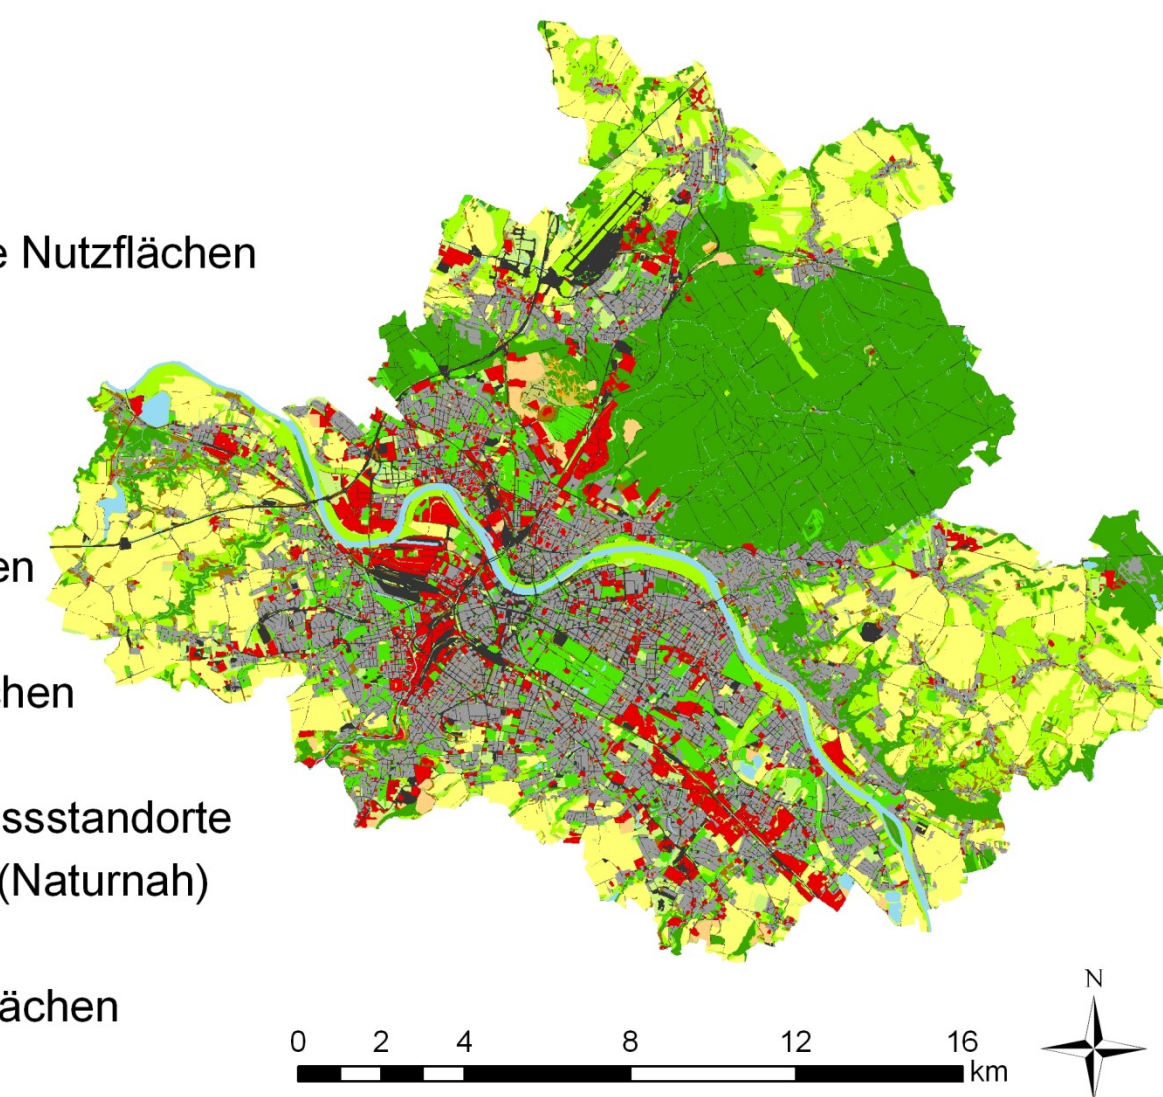 e Nutzflächen
en
chen
ssstandorte
(Naturnah)
ächen
N
0 2 4 8 12 16
km